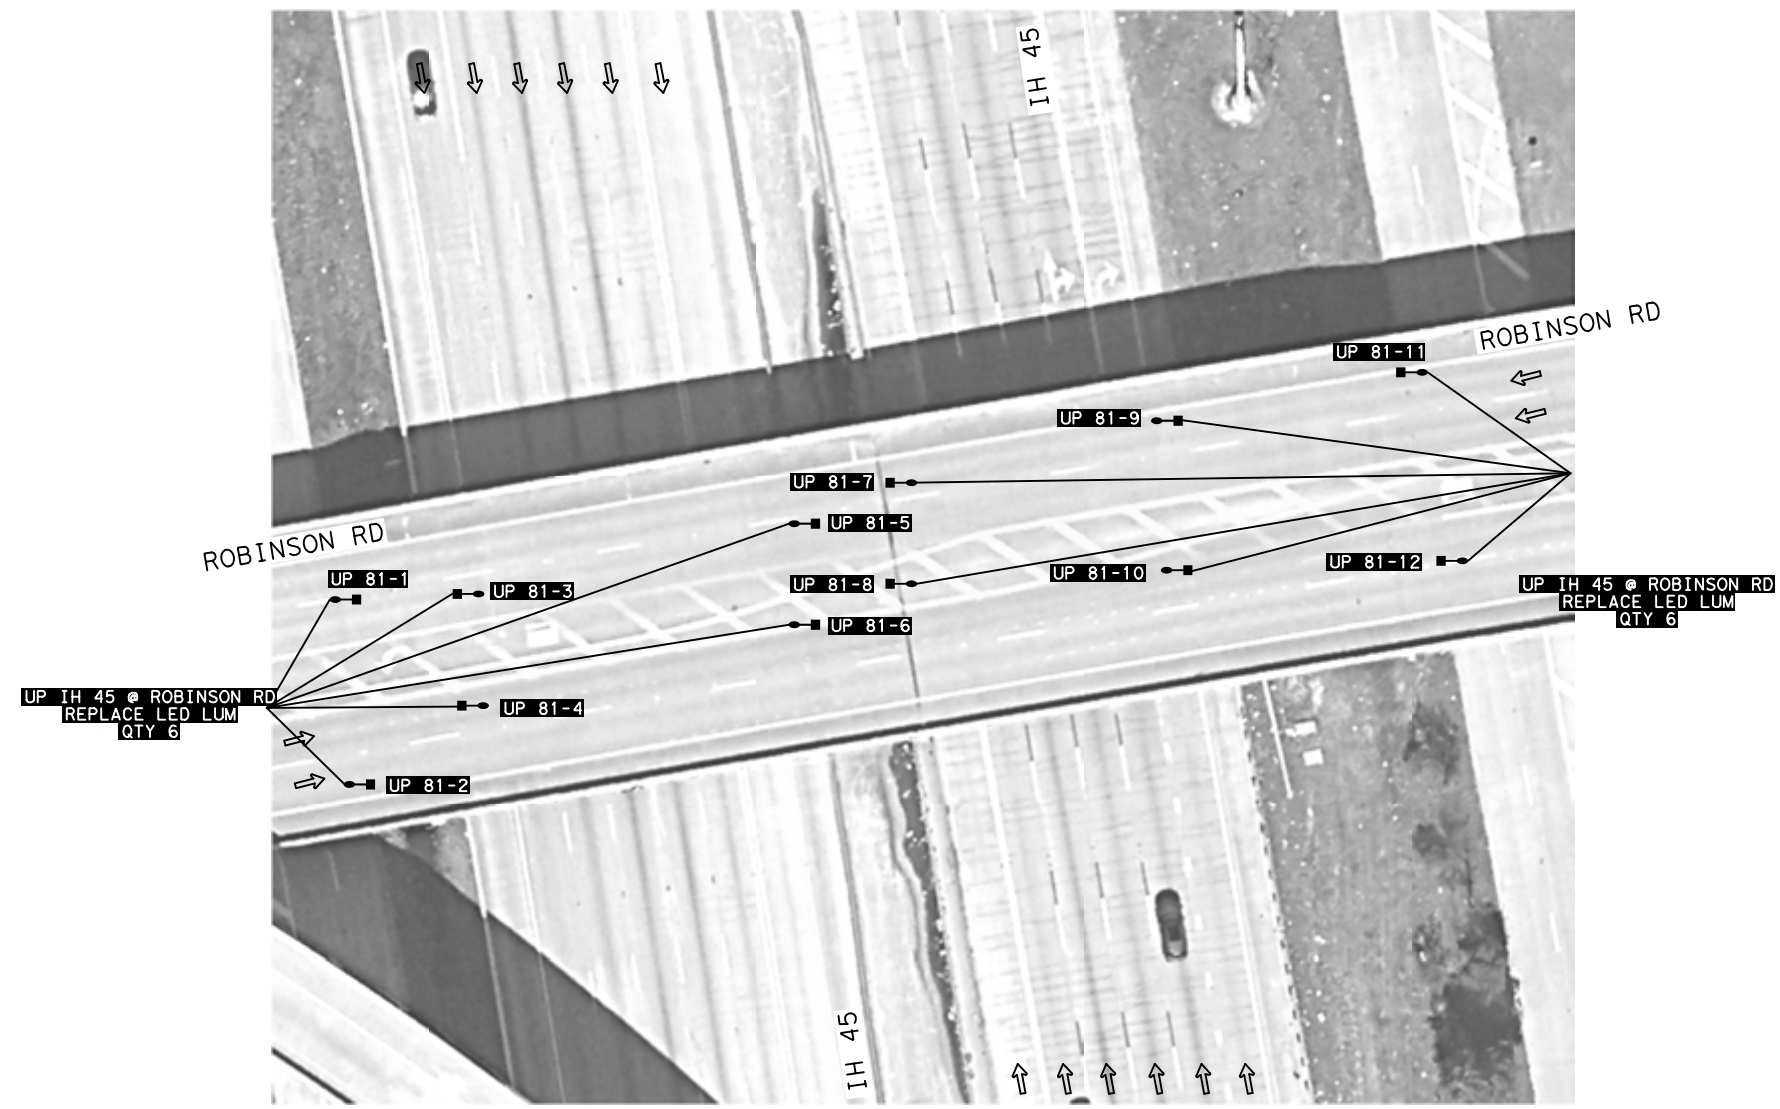 IH 45
ROBINSON RD
UP 81-11
UP 81-9
UP 81-7
UP 81-5
ROBINSON RD
UP 81-12
UP 81-10
UP 81-8
UP 81-1
UP 81-3
UP IH 45 @ ROBINSON RD
REPLACE LED LUM
QTY 6
UP 81-6
UP IH 45 @ ROBINSON RD
REPLACE LED LUM
QTY 6
UP 81-4
UP 81-2
IH 45